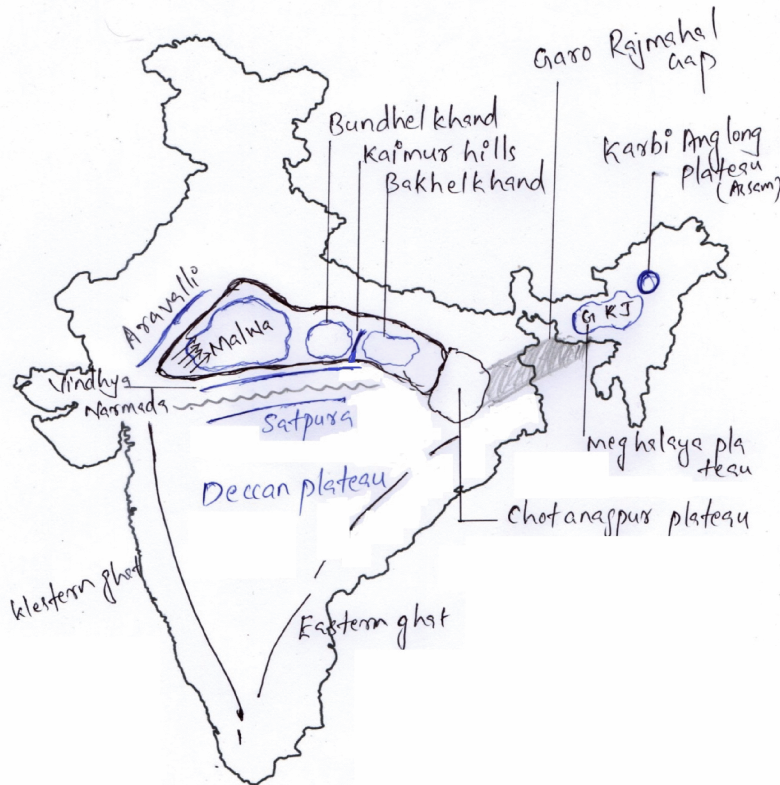 Garo Rajmahal
Gap
Bundhelkhand
Kaimur hills
Bakhelkhand
Karbi Anglong
Plateau
(Assam)
Aravalli
Malwa
G K J
Vindhya
Narmada
Satpura
Meghalaya pla
teau
Deccan plateau
Chotanagpur plateau
Western ghat
Eastern ghat